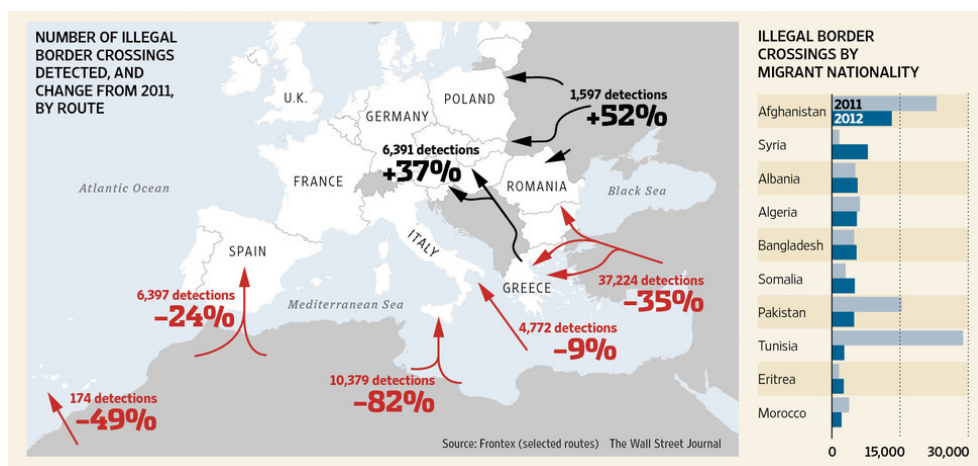 NUMBER OF ILLEGAL
BORDER CROSSINGS
DETECTED, AND
CHANGE FROM 2011,
BY ROUTE
U.K.
GERMANY
POLAND
1,597 detections
+52%
6,391 detections
+37%
FRANCE
ROMANIA
Atlantic Ocean
Black Sea
ITALY
SPAIN
GREECE
37,224 detections
–35%
6,397 detections
–24%
Mediterranean Sea
4,772 detections
–9%
10,379 detections
–82%
174 detections
–49%
Source: Frontex (selected routes) The Wall Street Journal
ILLEGAL BORDER
CROSSINGS BY
MIGRANT NATIONALITY
Afghanistan
2011
2012
Syria
Albania
Algeria
Bangladesh
Somalia
Pakistan
Tunisia
Eritrea
Morocco
0 15,000 30,000